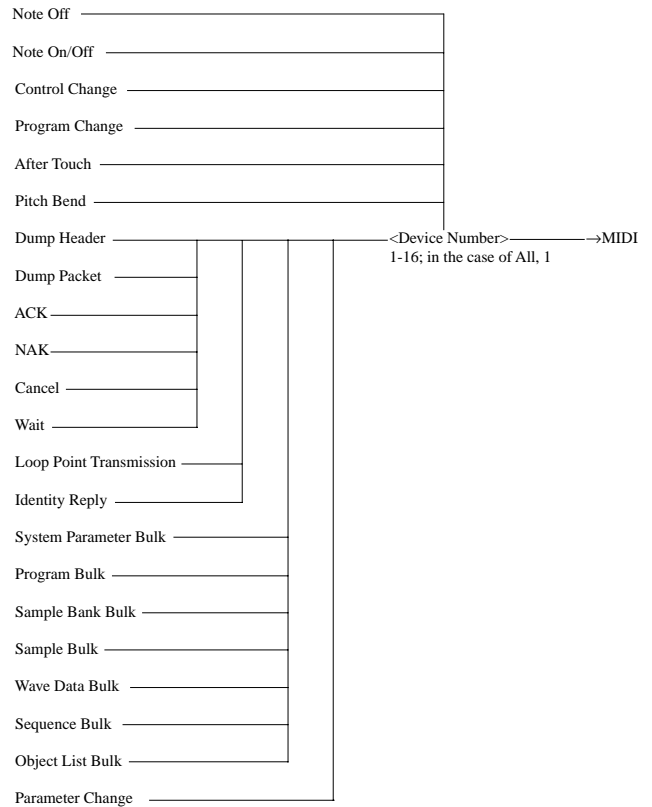 Note Off
Note On/Off
Control Change
Program Change
After Touch
Pitch Bend
Dump Header <Device Number> →MIDI
1-16; in the case of All, 1
Dump Packet
ACK
NAK
Cancel
Wait
Loop Point Transmission
Identity Reply
System Parameter Bulk
Program Bulk
Sample Bank Bulk
Sample Bulk
Wave Data Bulk
Sequence Bulk
Object List Bulk
Parameter Change